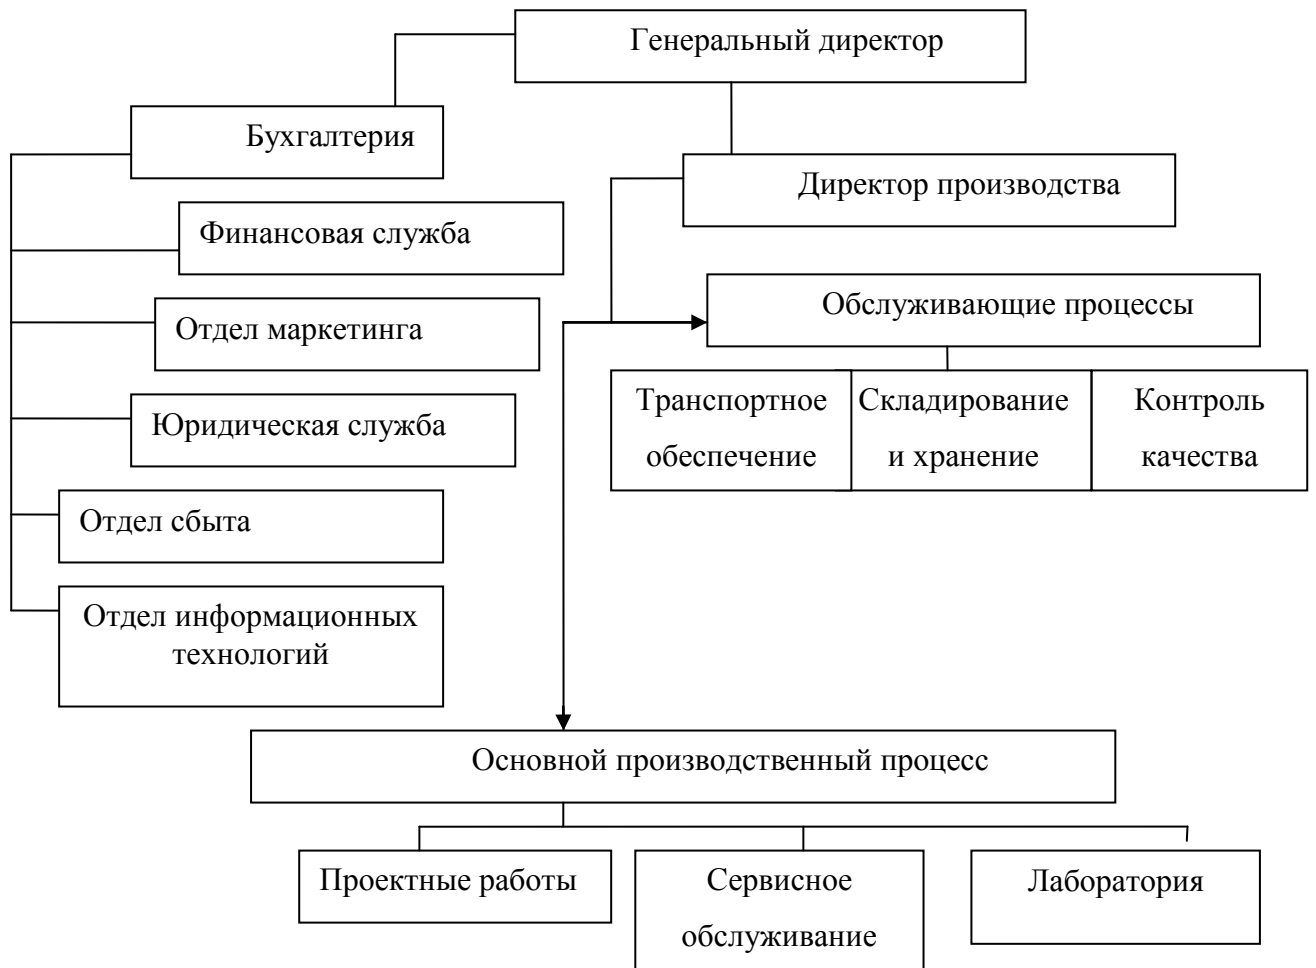 Генеральный директор
Бухгалтерия
Директор производства
Финансовая служба
Обслуживающие процессы
Отдел маркетинга
Транспортное
обеспечение
Складирование
и хранение
Контроль
качества
Юридическая служба
Отдел сбыта
Отдел информационных
технологий
Основной производственный процесс
Проектные работы
Сервисное
обслуживание
Лаборатория